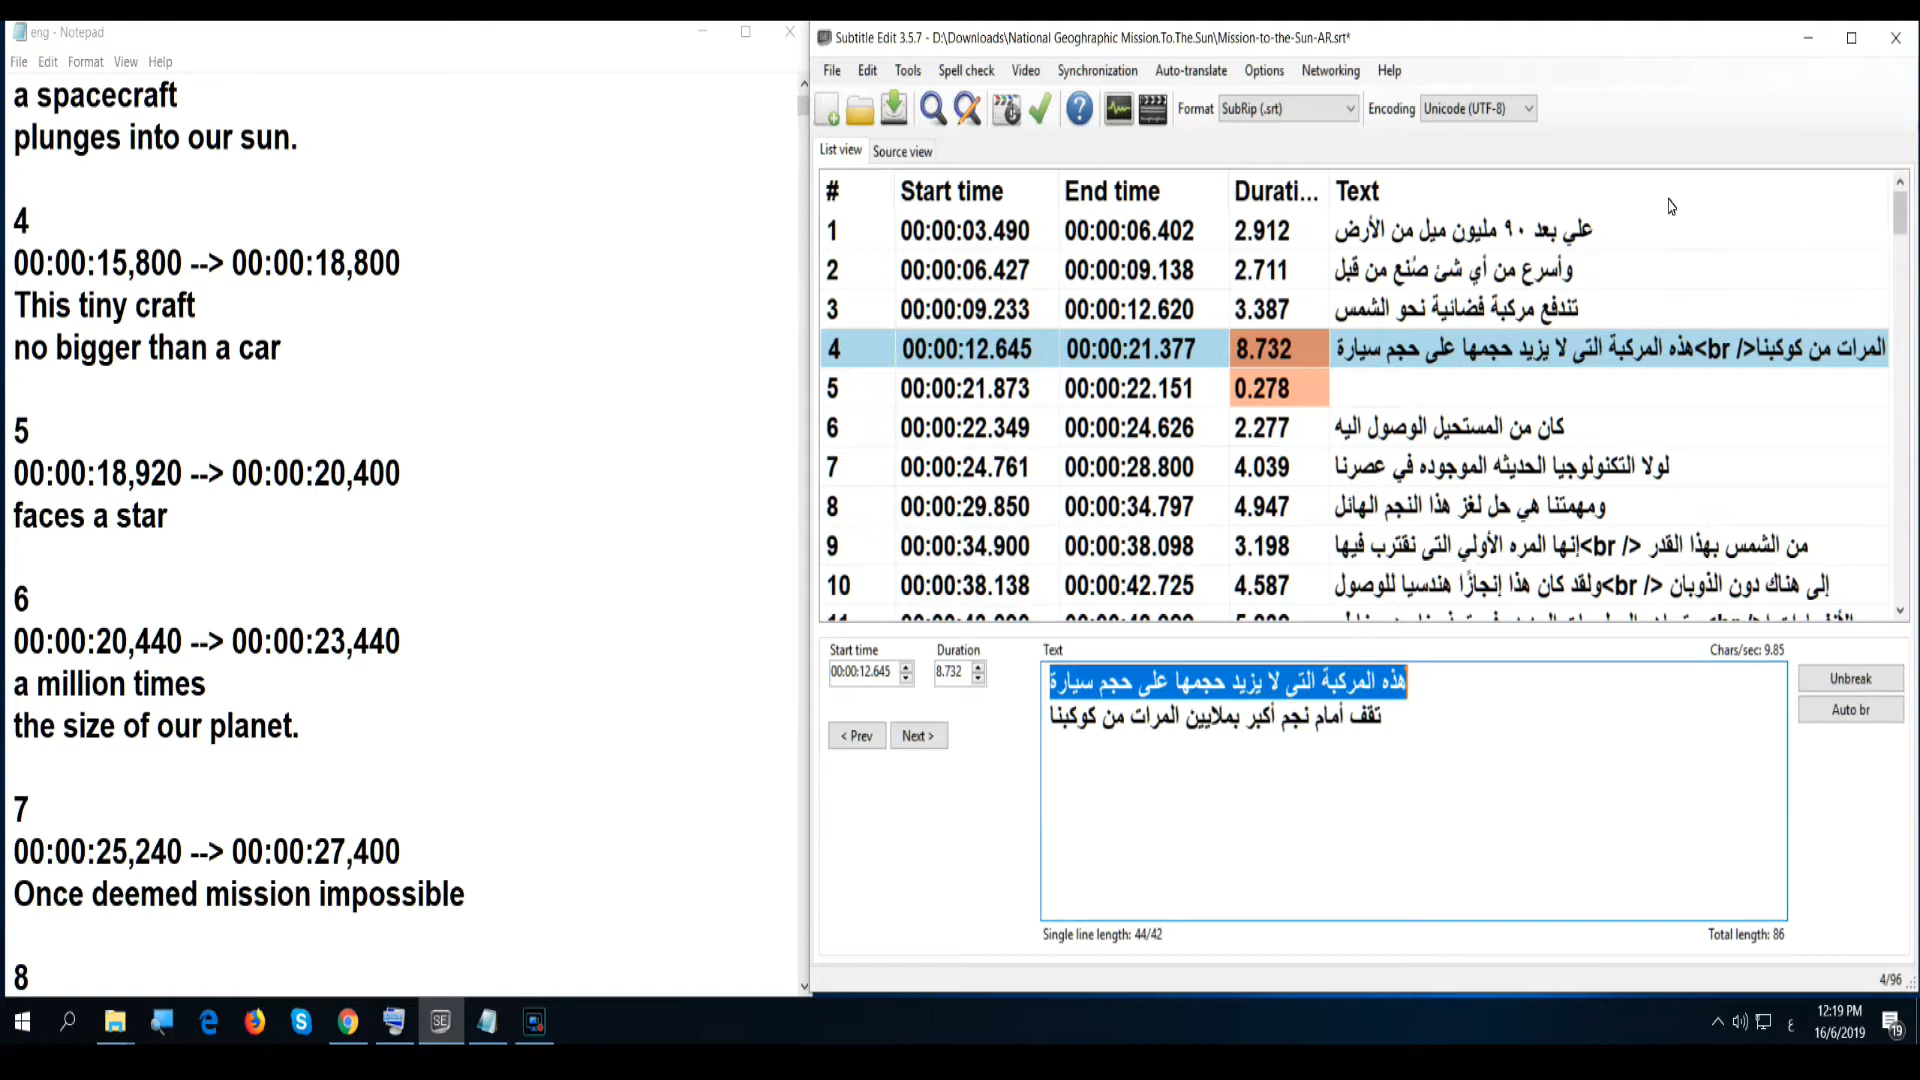 eng - Notepad
File Edit Format View Help
a spacecraft
plunges into our sun.
4
00:00:15,800 --> 00:00:18,800
This tiny craft
no bigger than a car
5
00:00:18,920 --> 00:00:20,400
faces a star
6
00:00:20,440 --> 00:00:23,440
a million times
the size of our planet.
7
00:00:25,240 --> 00:00:27,400
Once deemed mission impossible
8
Subtitle Edit 3.5.7 - D:\Downloads\National Geoghraphic Mission.To.The.Sun\Mission-to-the-Sun-AR.srt*
File Edit Tools Spell check Video Synchronization Auto-translate Options Networking Help
Format SubRip (.srt) Encoding Unicode (UTF-8)
List view Source view
# Start time End time Durati... Text
1 00:00:03.490 00:00:06.402 2.912 علي بعد ٩٠ مليون ميل من الأرض
2 00:00:06.427 00:00:09.138 2.711 وأسرع من أي شئ صُنع من قبل
3 00:00:09.233 00:00:12.620 3.387 تندفع مركبة فضائية نحو الشمس
4 00:00:12.645 00:00:21.377 8.732 هذه المركبة التى لا يزيد حجمها على حجم سيارة<br />المرات من كوكبنا
5 00:00:21.873 00:00:22.151 0.278
6 00:00:22.349 00:00:24.626 2.277 كان من المستحيل الوصول اليه
7 00:00:24.761 00:00:28.800 4.039 لولا التكنولوجيا الحديثه الموجوده في عصرنا
8 00:00:29.850 00:00:34.797 4.947 ومهمتنا هي حل لغز هذا النجم الهائل
9 00:00:34.900 00:00:38.098 3.198 إنها المره الأولي التى نقترب فيها<br /> من الشمس بهذا القدر
10 00:00:38.138 00:00:42.725 4.587 ولقد كان هذا إنجازًا هندسيا للوصول<br /> إلى هناك دون الذوبان
Start time Duration Text Chars/sec: 9.85
00:00:12.645 8.732
هذه المركبة التى لا يزيد حجمها على حجم سيارة
تقف أمام نجم أكبر بملايين المرات من كوكبنا
Unbreak
Auto br
< Prev Next >
Single line length: 44/42 Total length: 86
4/96
SE
ع
12:19 PM
16/6/2019
19